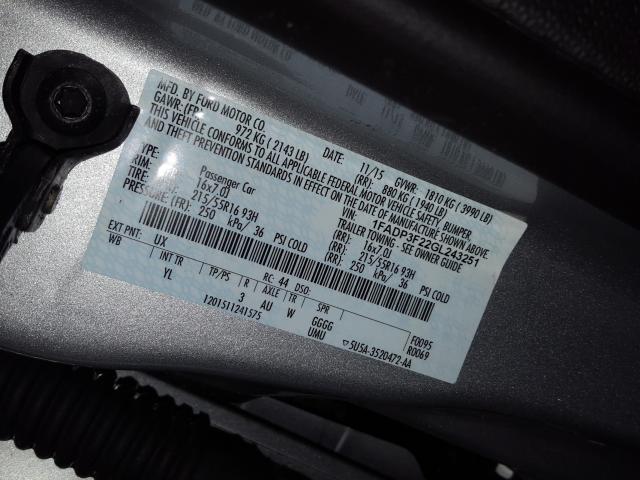 MFD. BY FORD MOTOR CO.
DATE: 11/15 GVWR: 1810 KG ( 3990 LB)
GAWR:(FR): 972 KG ( 2143 LB) (RR): 880 KG (1940 LB)
THIS VEHICLE CONFORMS TO ALL APPLICABLE FEDERAL MOTOR VEHICLE SAFETY, BUMPER
AND THEFT PREVENTION STANDARDS IN EFFECT ON THE DATE OF MANUFACTURE SHOWN ABOVE
VIN: 1FADP3F22GL243251
TYPE: Passenger Car TRAILER TOWING - SEE OWNER GUIDE
RIM: 16x7.0J (RR): 16x7.0J
TIRE: (FR): 215/55R16 93H (RR): 215/55R16 93H
PRESSURE: (FR): 250 kPa/ 36 PSI COLD (RR): 250 kPa/ 36 PSI COLD
EXT PNT: UX RC: 44 DSO:
WB INT TR TP/PS R AXLE TR SPR
YL 3 AU W GGGG F0095
UMU R0069
1201511241575 5U5A-3520472-AA